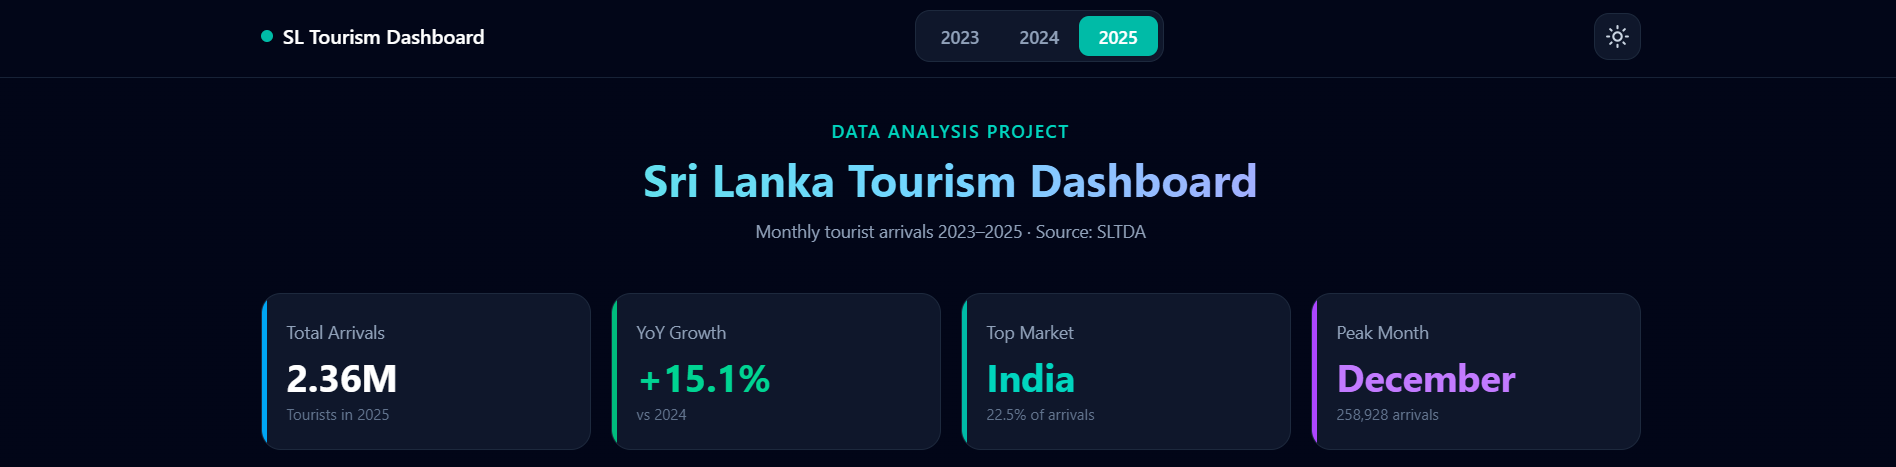 SL Tourism Dashboard
2023 2024 2025
DATA ANALYSIS PROJECT
Sri Lanka Tourism Dashboard
Monthly tourist arrivals 2023–2025 · Source: SLTDA
Total Arrivals
2.36M
Tourists in 2025
YoY Growth
+15.1%
vs 2024
Top Market
India
22.5% of arrivals
Peak Month
December
258,928 arrivals